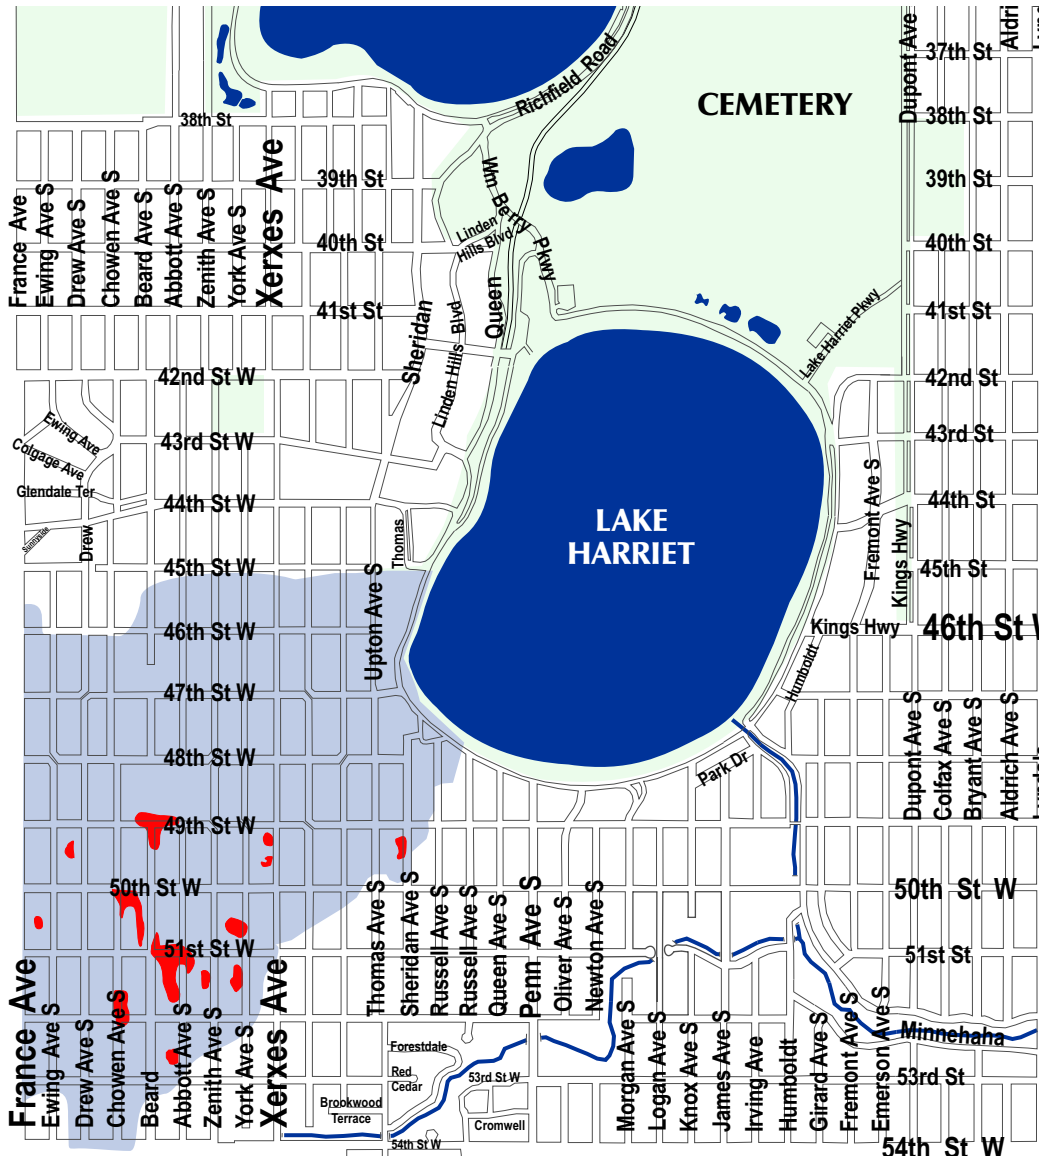 37th St
Dupont Ave
Aldri
Richfield Road
CEMETERY
38th St
38th St
Xerxes Ave
39th St
39th St
Wm Berry Pkwy
France Ave
Ewing Ave S
Drew Ave S
Chowen Ave S
Beard Ave S
Abbott Ave S
Zenith Ave S
York Ave S
Linden
Hills Blvd
40th St
40th St
41st St
41st St
Queen
Sheridan
Linden Hills Blvd
Lake Harriet Pkwy
42nd St W
42nd St
Ewing Ave
Colgage Ave
Glendale Ter
43rd St W
43rd St
44th St W
44th St
Sunnyside
Drew
Thomas
LAKE
HARRIET
Fremont Ave S
Kings Hwy
45th St W
45th St
Upton Ave S
46th St W
Kings Hwy
46th St W
Humboldt
47th St W
48th St W
Park Dr
Dupont Ave S
Colfax Ave S
Bryant Ave S
Aldrich Ave S
49th St W
50th St W
50th St W
51st St W
51st St
Thomas Ave S
Sheridan Ave S
Russell Ave S
Russell Ave S
Queen Ave S
Penn Ave S
Oliver Ave S
Newton Ave S
France Ave
Ewing Ave S
Drew Ave S
Chowen Ave S
Beard
Abbott Ave S
Zenith Ave S
York Ave S
Xerxes Ave
Morgan Ave S
Logan Ave S
Knox Ave S
James Ave S
Irving Ave
Humboldt
Girard Ave S
Fremont Ave S
Emerson Ave S
Minnehaha
Forestdale
Red
Cedar
53rd St W
53rd St
Brookwood
Terrace
Cromwell
54th St W
54th St W